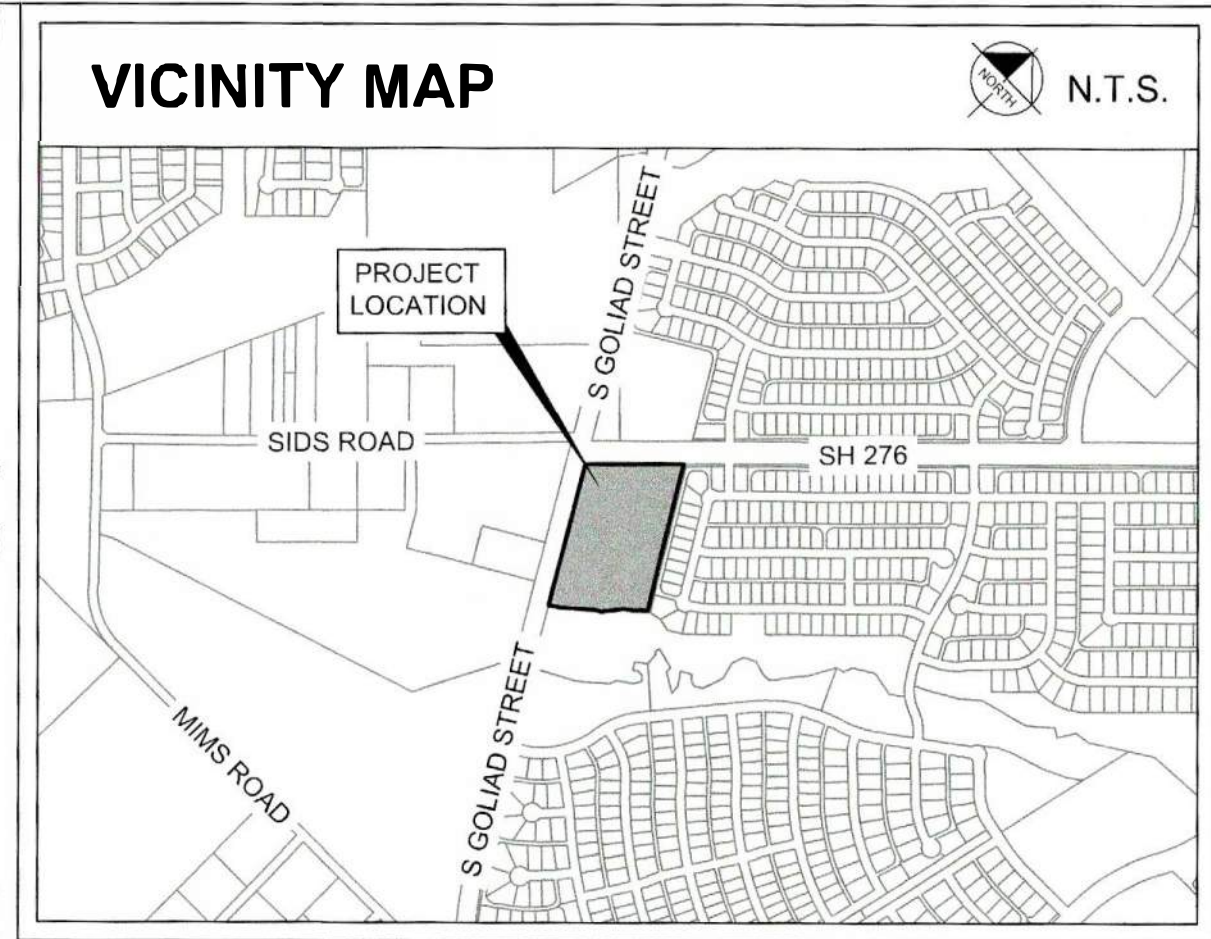 VICINITY MAP
NORTH
N.T.S.
S GOLIAD STREET
PROJECT
LOCATION
SIDS ROAD
SH 276
S GOLIAD STREET
MIMS ROAD